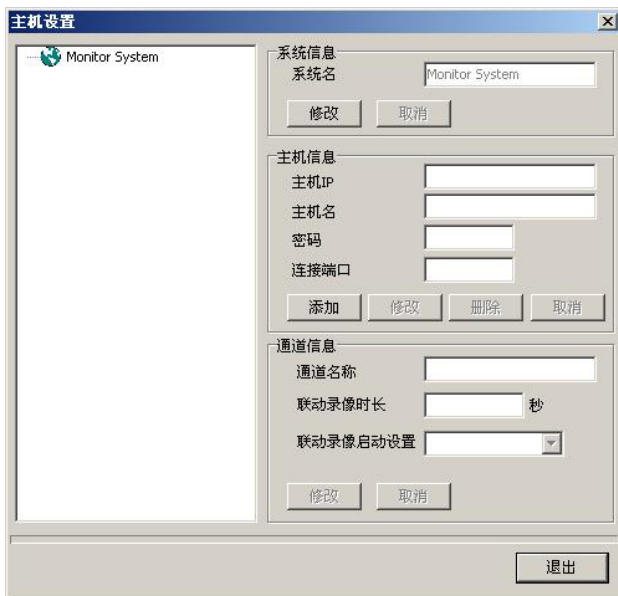 主机设置
Monitor System
系统信息
系统名 Monitor System
修改 取消
主机信息
主机IP
主机名
密码
连接端口
添加 修改 删除 取消
通道信息
通道名称
联动录像时长 秒
联动录像启动设置
修改 取消
退出